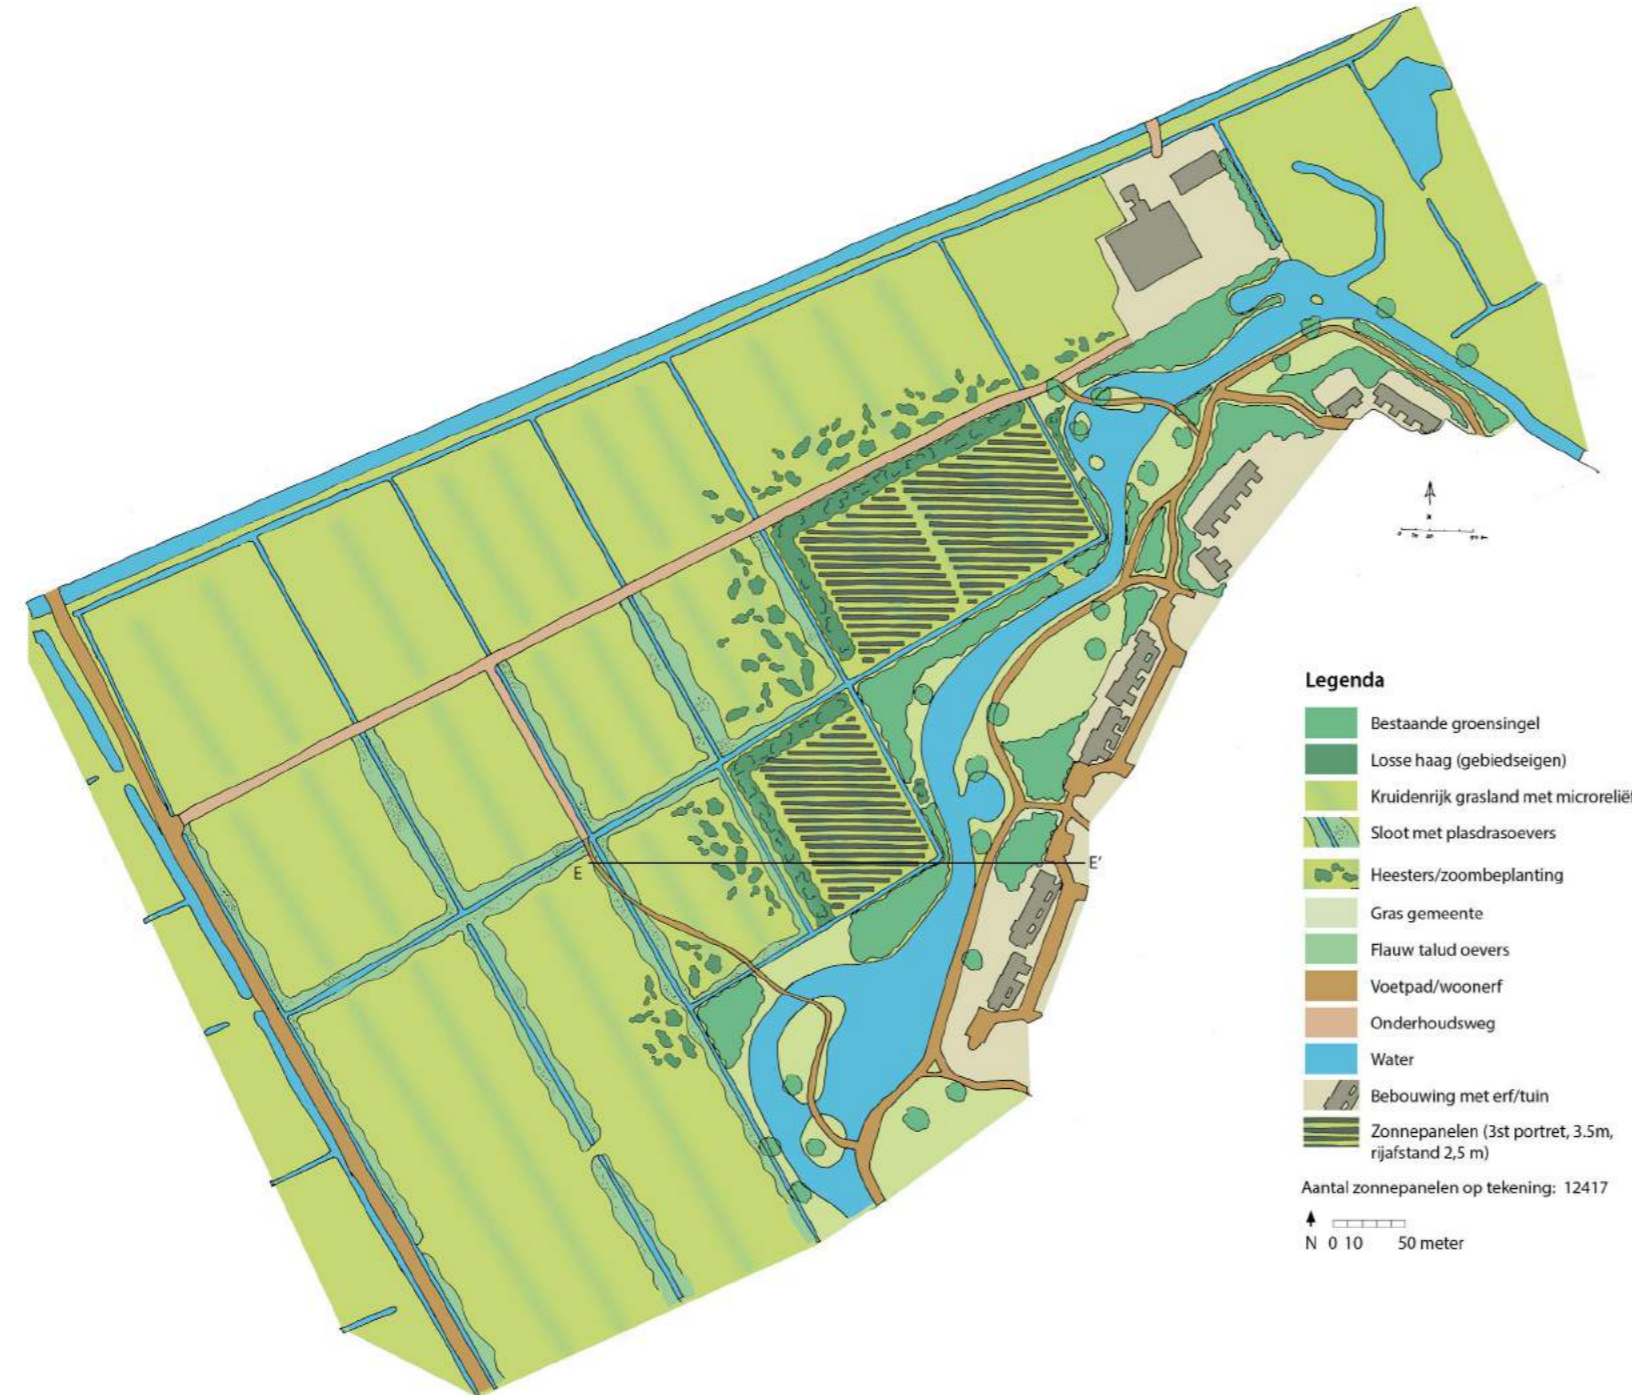 E
E'
Legenda
Bestaande groensingel
Losse haag (gebiedseigen)
Kruidenrijk grasland met microreliëf
Sloot met plasdrasoevers
Heesters/zoombeplanting
Gras gemeente
Flauw talud oevers
Voetpad/woonerf
Onderhoudsweg
Water
Bebouwing met erf/tuin
Zonnepanelen (3st portret, 3.5m,
rijafstand 2,5 m)
Aantal zonnepanelen op tekening: 12417
N 0 10 50 meter